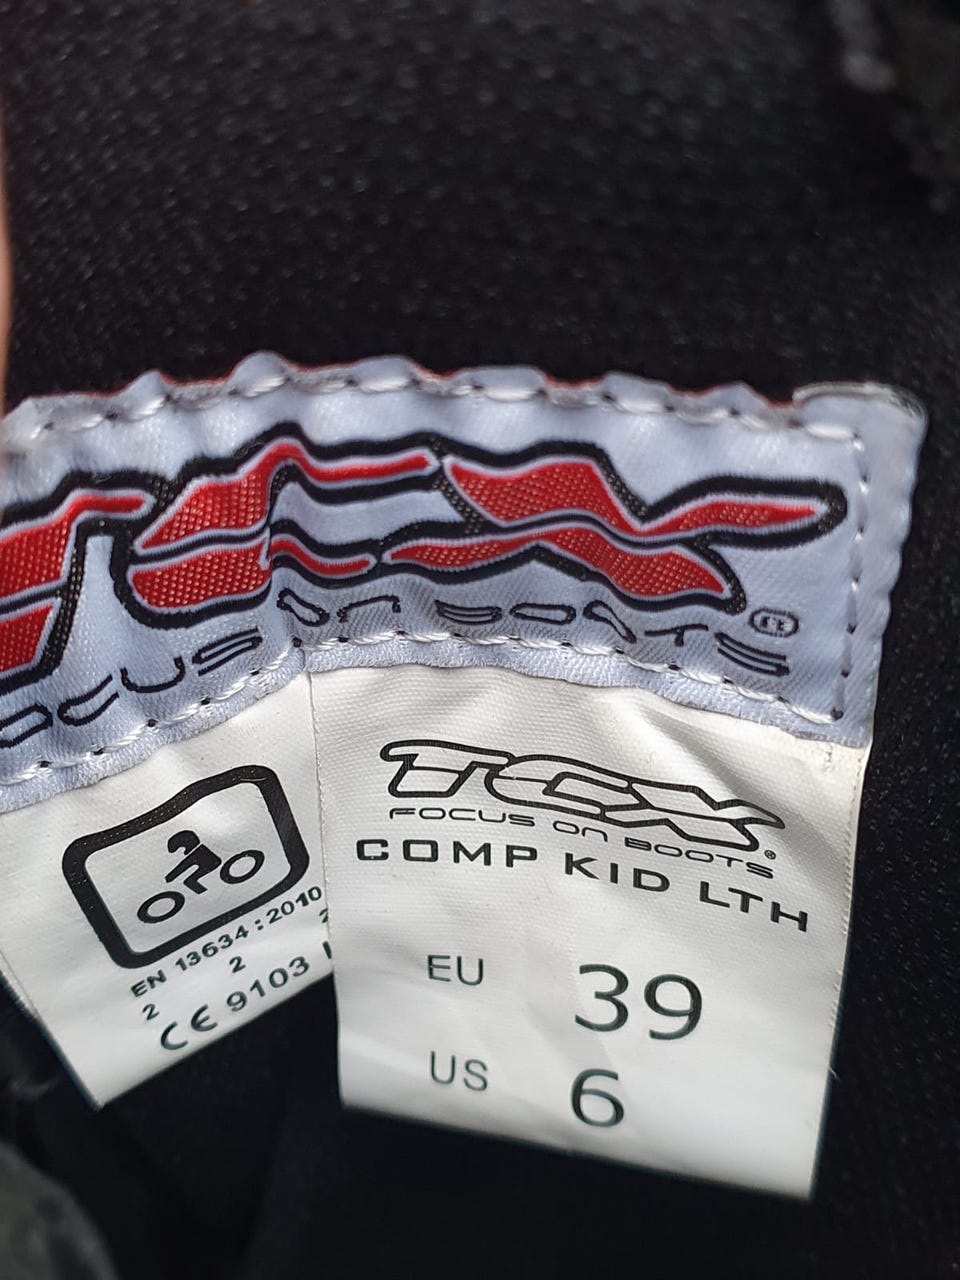 TCX®
FOCUS ON BOOTS
EN 13634:2010
2 2 2
CE 9103
TCX
FOCUS ON BOOTS®
COMP KID LTH
EU 39
US 6